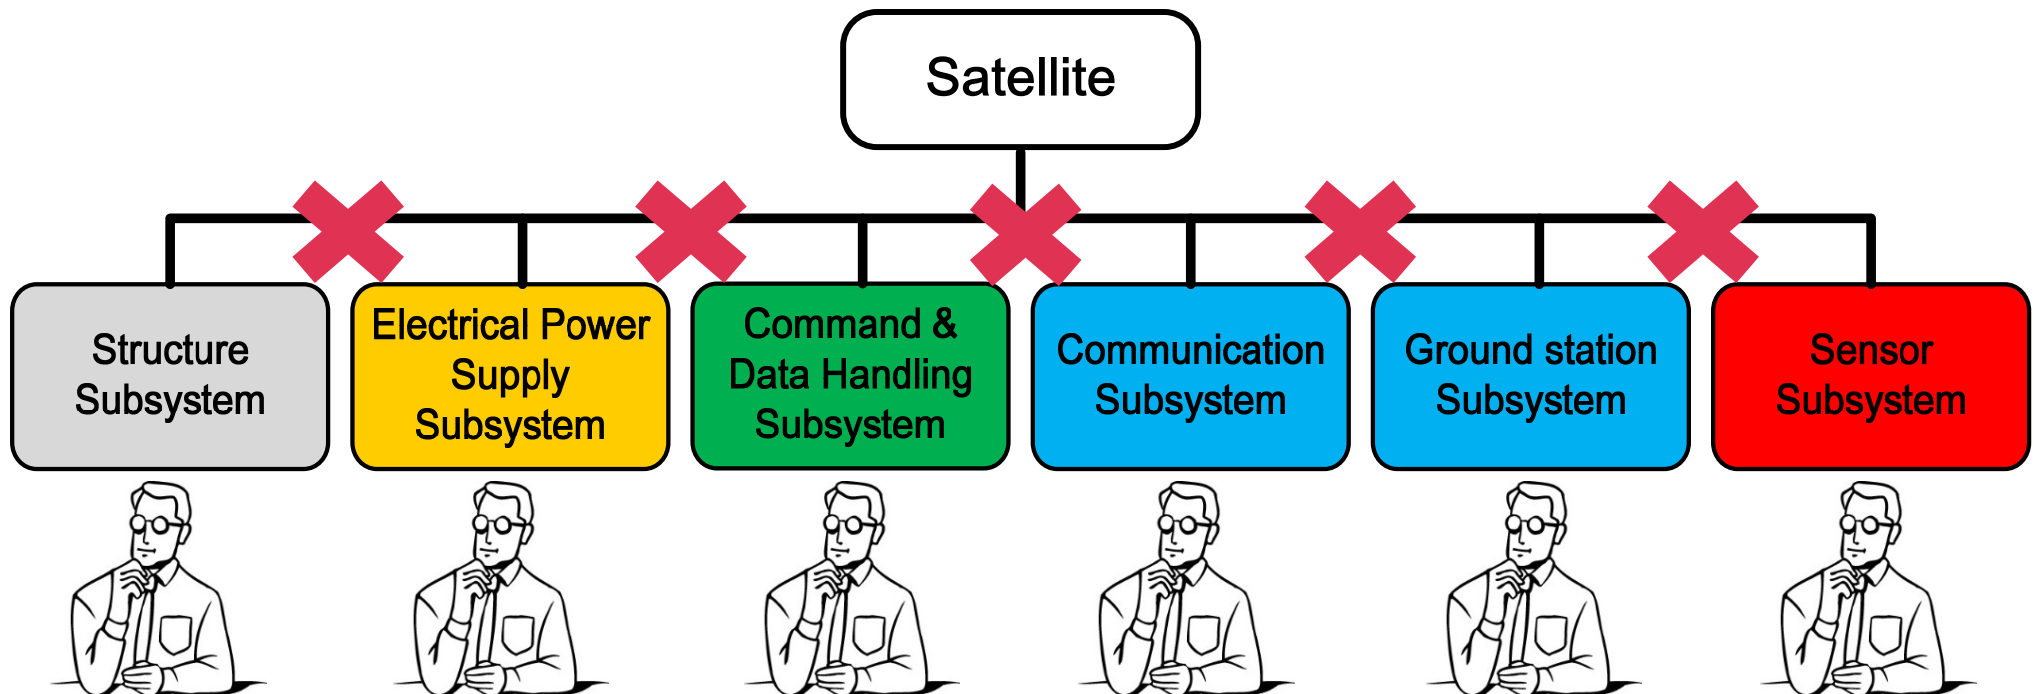 Satellite
Structure
Subsystem
Electrical Power
Supply
Subsystem
Command &
Data Handling
Subsystem
Communication
Subsystem
Ground station
Subsystem
Sensor
Subsystem